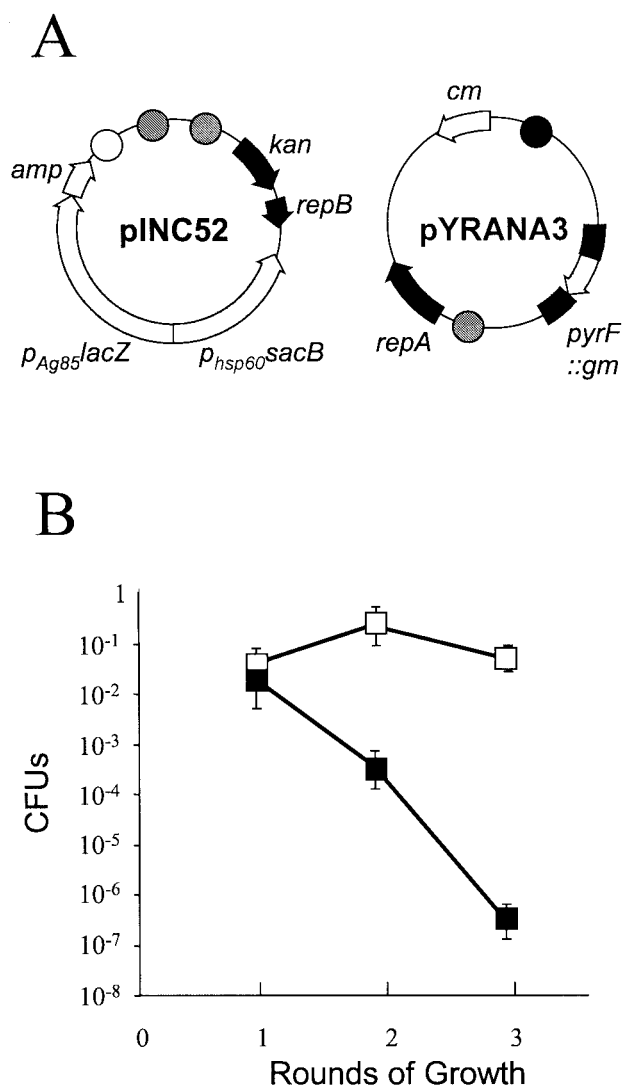 A
cm
kan
amp
repB
pINC52
pYRANA3
repA
pyrF
::gm
pAg85lacZ
phsp60sacB
B
1
10-1
10-2
10-3
10-4
10-5
10-6
10-7
10-8
CFUs
0 1 2 3
Rounds of Growth